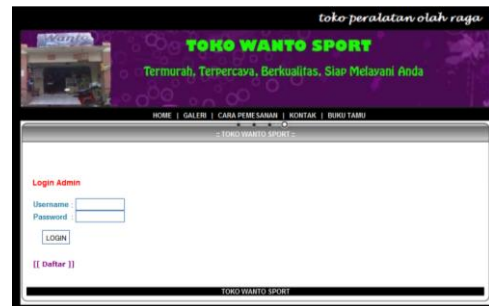 toko peralatan olah raga
Wanto
TOKO WANTO SPORT
Termurah, Terpercaya, Berkualitas, Siap Melayani Anda
HOME | GALERI | CARA PEMESANAN | KONTAK | BUKU TAMU
:: TOKO WANTO SPORT ::
Login Admin
Username :
Password :
LOGIN
[[ Daftar ]]
TOKO WANTO SPORT